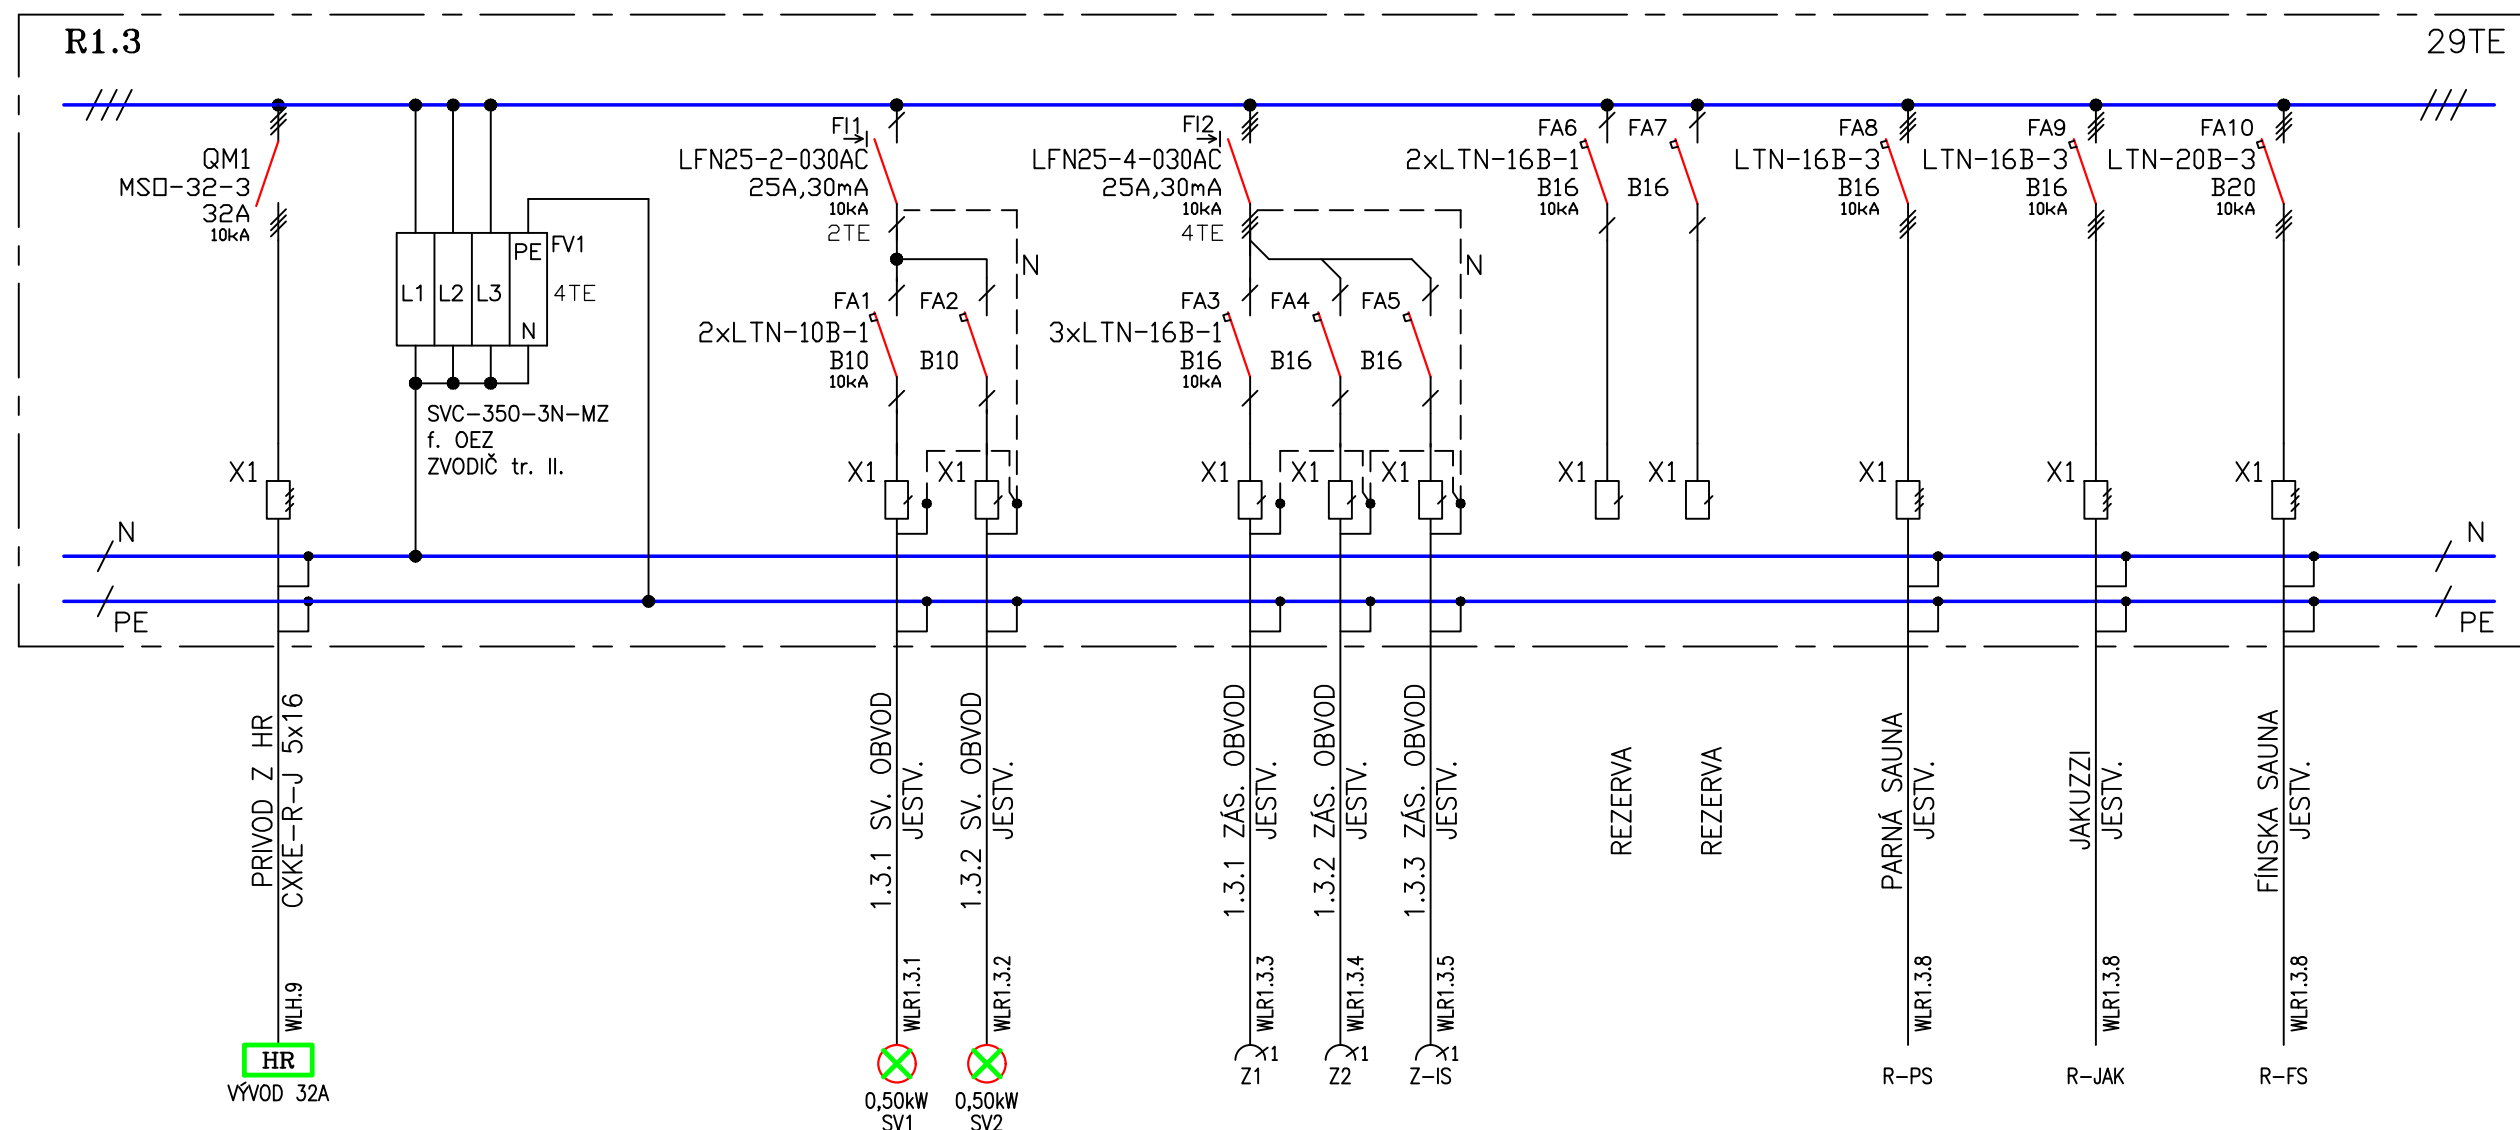 R1.3
29TE
QM1
MSO-32-3
32A
10kA
L1
L2
L3
PE
N
FV1
4TE
SVC-350-3N-MZ
f. OEZ
ZVODIČ tr. II.
FI1
LFN25-2-030AC
25A,30mA
10kA
2TE
N
FA1
2xLTN-10B-1
B10
10kA
FA2
B10
FI2
LFN25-4-030AC
25A,30mA
10kA
4TE
N
FA3
3xLTN-16B-1
B16
10kA
FA4
B16
FA5
B16
FA6
2xLTN-16B-1
B16
10kA
FA7
B16
FA8
LTN-16B-3
B16
10kA
FA9
LTN-16B-3
B16
10kA
FA10
LTN-20B-3
B20
10kA
X1
X1
X1
X1
X1
X1
X1
X1
X1
X1
X1
N
N
PE
PE
PRIVOD Z HR
CXKE-R-J 5x16
WLH.9
HR
VÝVOD 32A
1.3.1 SV. OBVOD
JESTV.
WLR1.3.1
0,50kW
SV1
1.3.2 SV. OBVOD
JESTV.
WLR1.3.2
0,50kW
SV2
1.3.1 ZÁS. OBVOD
JESTV.
WLR1.3.3
1
Z1
1.3.2 ZÁS. OBVOD
JESTV.
WLR1.3.4
1
Z2
1.3.3 ZÁS. OBVOD
JESTV.
WLR1.3.5
1
Z-IS
REZERVA
REZERVA
PARNÁ SAUNA
JESTV.
WLR1.3.8
R-PS
JAKUZZI
JESTV.
WLR1.3.8
R-JAK
FÍNSKA SAUNA
JESTV.
WLR1.3.8
R-FS